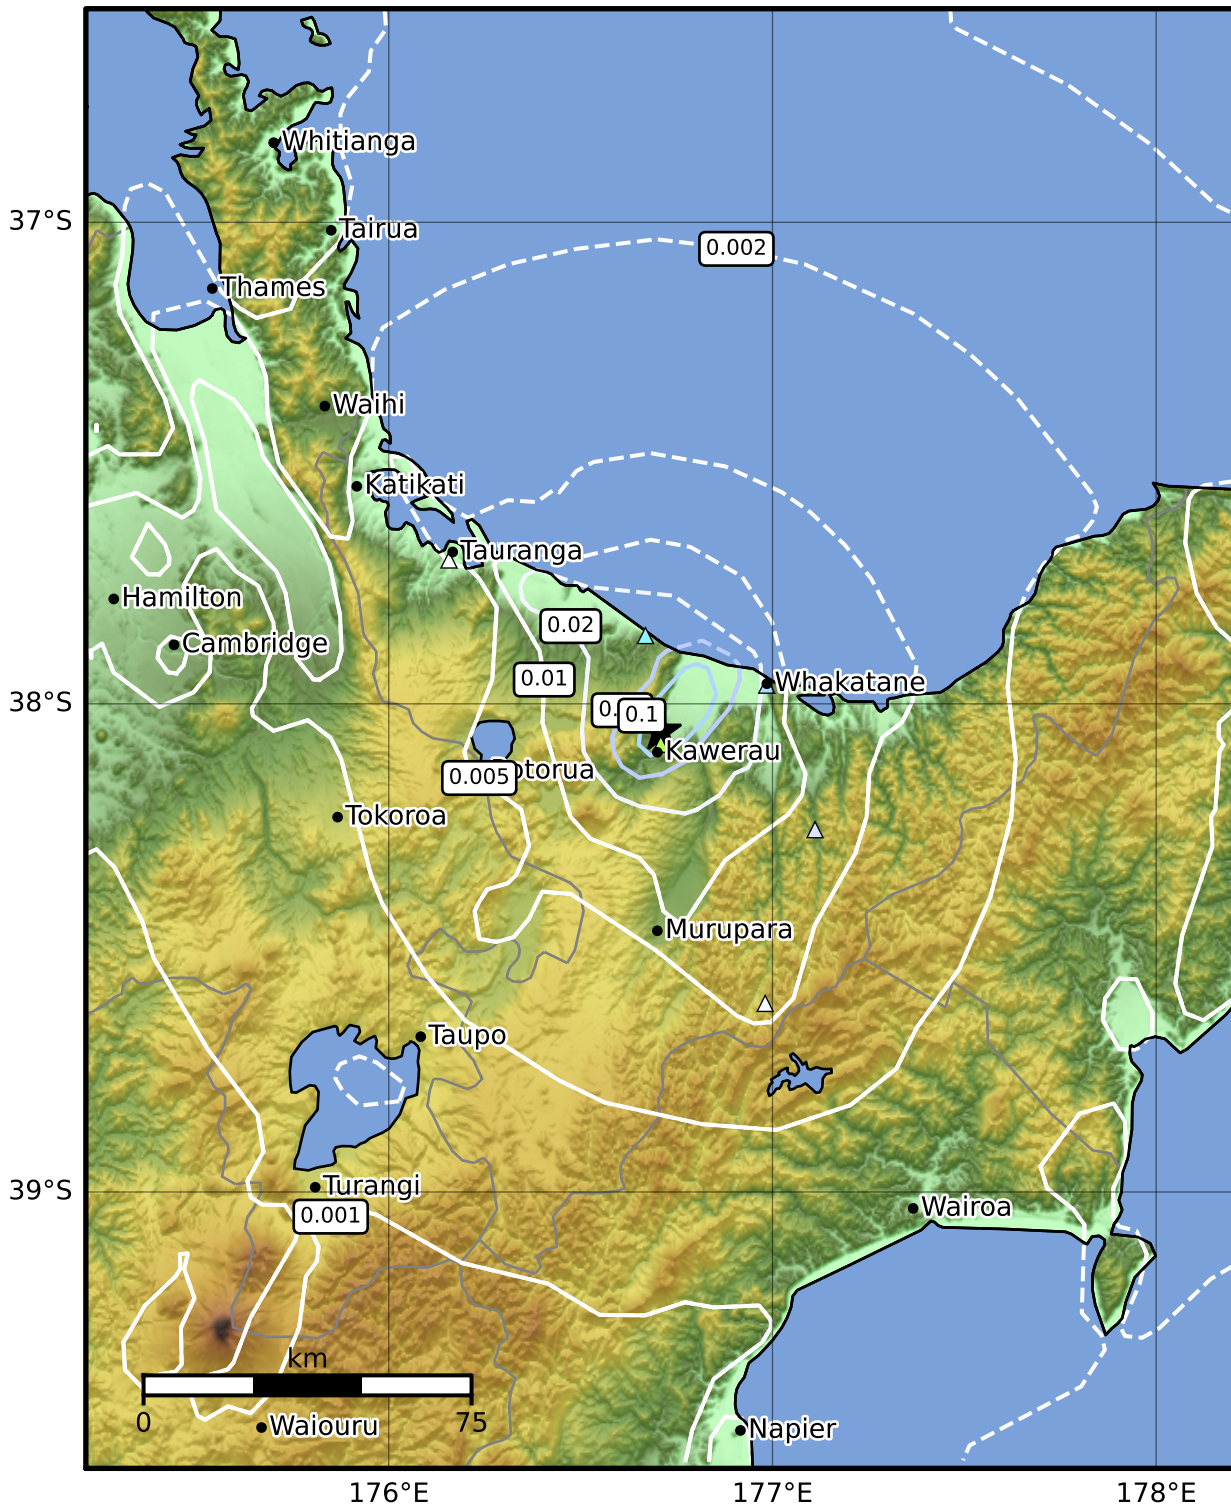 Whitianga
37°S
Tairua
0.002
Thames
Waihi
Katikati
Tauranga
Hamilton
0.02
Cambridge
0.01
Whakatane
38°S
0.1
Kawerau
0.005
Tokoroa
Murupara
Taupo
39°S
Turangi
Wairoa
0.001
km
0
75
Waiouru
Napier
176°E
177°E
178°E